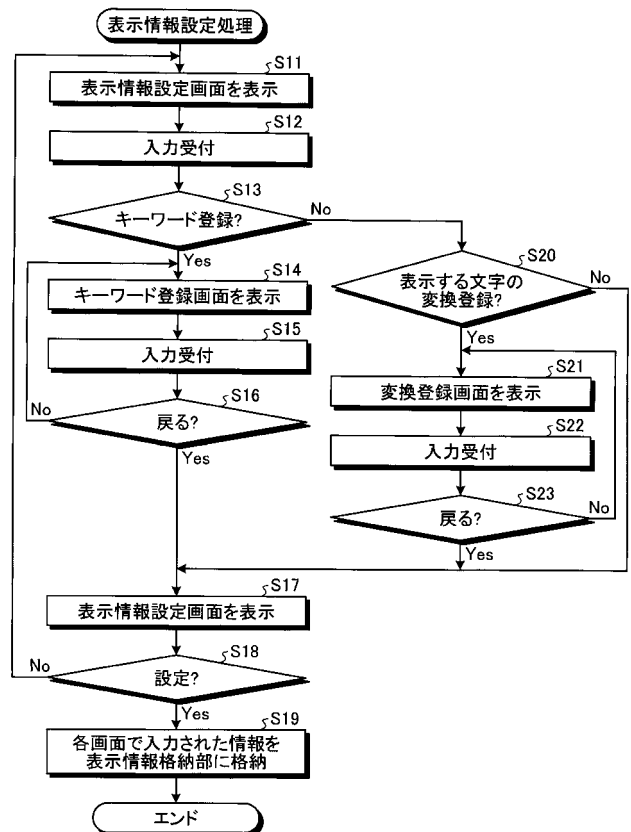 表示情報設定処理
S11
表示情報設定画面を表示
S12
入力受付
S13
キーワード登録?
No
Yes
S14
キーワード登録画面を表示
S15
入力受付
S16
戻る?
No
Yes
S20
表示する文字の
変換登録?
No
Yes
S21
変換登録画面を表示
S22
入力受付
S23
戻る?
No
Yes
S17
表示情報設定画面を表示
S18
設定?
No
Yes
S19
各画面で入力された情報を
表示情報格納部に格納
エンド